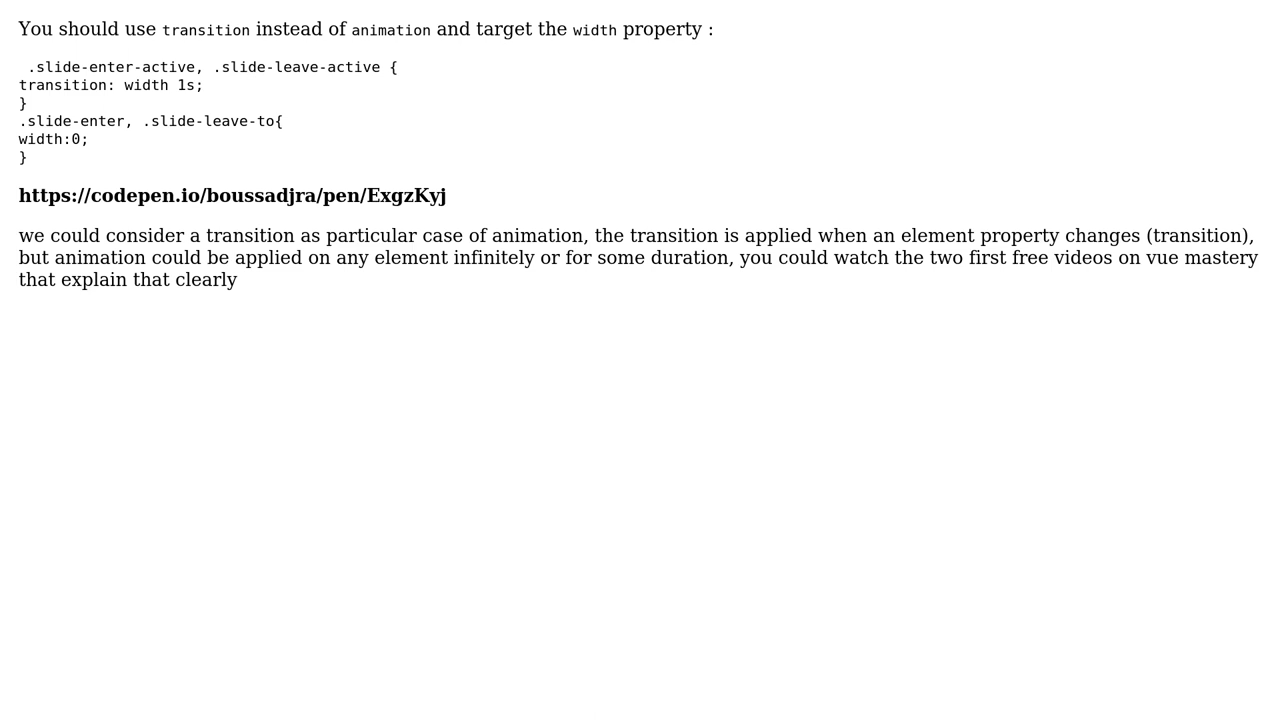 You should use transition instead of animation and target the width property :
.slide-enter-active, .slide-leave-active {
transition: width 1s;
}
.slide-enter, .slide-leave-to{
width:0;
}
https://codepen.io/boussadjra/pen/ExgzKyj
we could consider a transition as particular case of animation, the transition is applied when an element property changes (transition),
but animation could be applied on any element infinitely or for some duration, you could watch the two first free videos on vue mastery
that explain that clearly